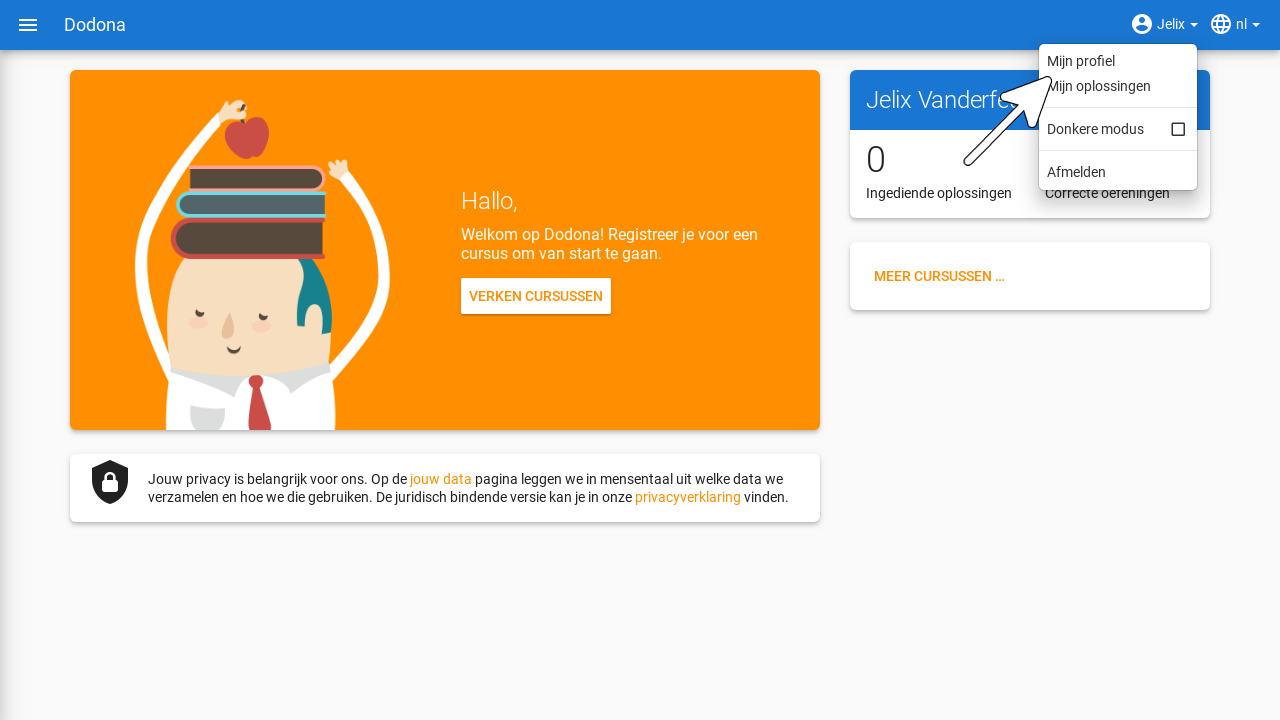 Dodona
Jelix
nl
Mijn profiel
Mijn oplossingen
Donkere modus
Afmelden
Hallo,
Welkom op Dodona! Registreer je voor een
cursus om van start te gaan.
VERKEN CURSUSSEN
Jelix
0
Ingediende oplossingen
Correcte oefeningen
MEER CURSUSSEN ...
Jouw privacy is belangrijk voor ons. Op de jouw data pagina leggen we in mensentaal uit welke data we
verzamelen en hoe we die gebruiken. De juridisch bindende versie kan je in onze privacyverklaring vinden.